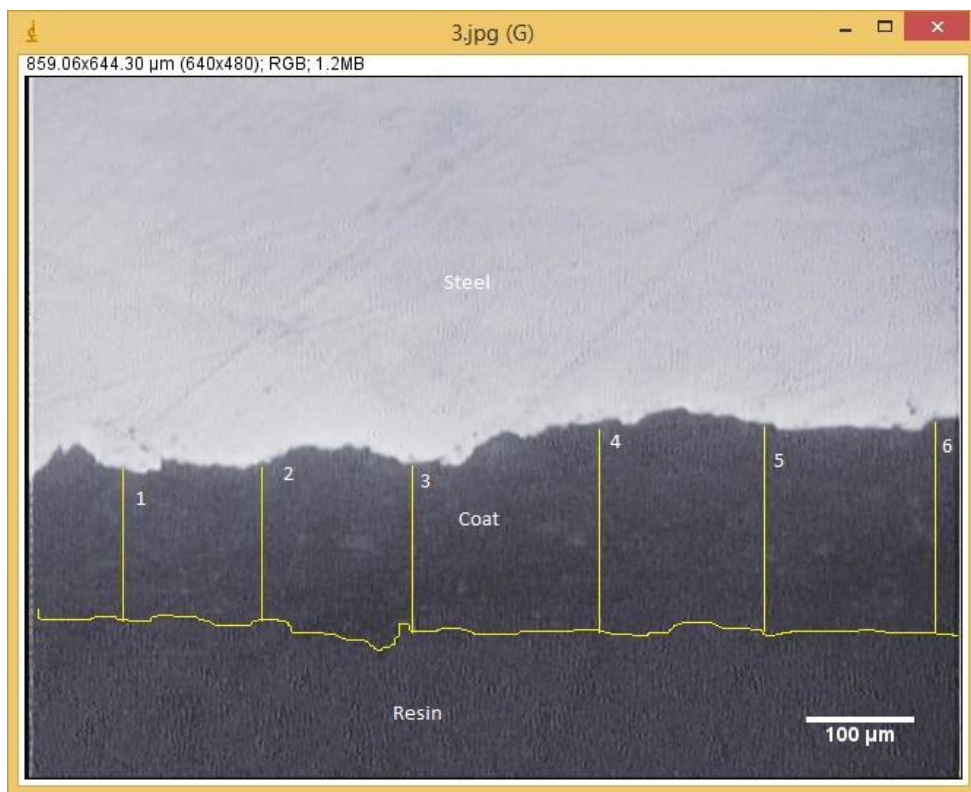 3.jpg (G)
859.06x644.30 µm (640x480); RGB; 1.2MB
Steel
4
6
5
2
3
1
Coat
Resin
100 µm